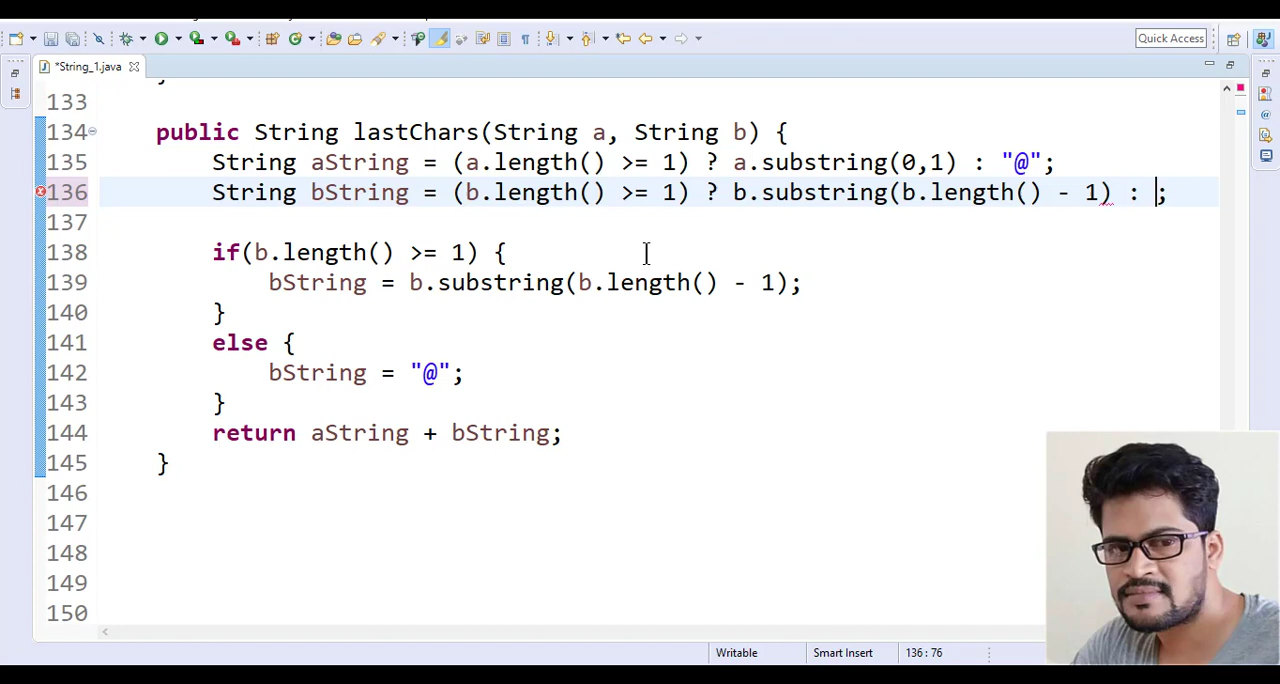 Quick Access
*String_1.java
133
134 public String lastChars(String a, String b) {
135 String aString = (a.length() >= 1) ? a.substring(0,1) : "@";
136 String bString = (b.length() >= 1) ? b.substring(b.length() - 1) : ;
137
138 if(b.length() >= 1) {
139 bString = b.substring(b.length() - 1);
140 }
141 else {
142 bString = "@";
143 }
144 return aString + bString;
145 }
146
147
148
149
150
Writable Smart Insert 136 : 76